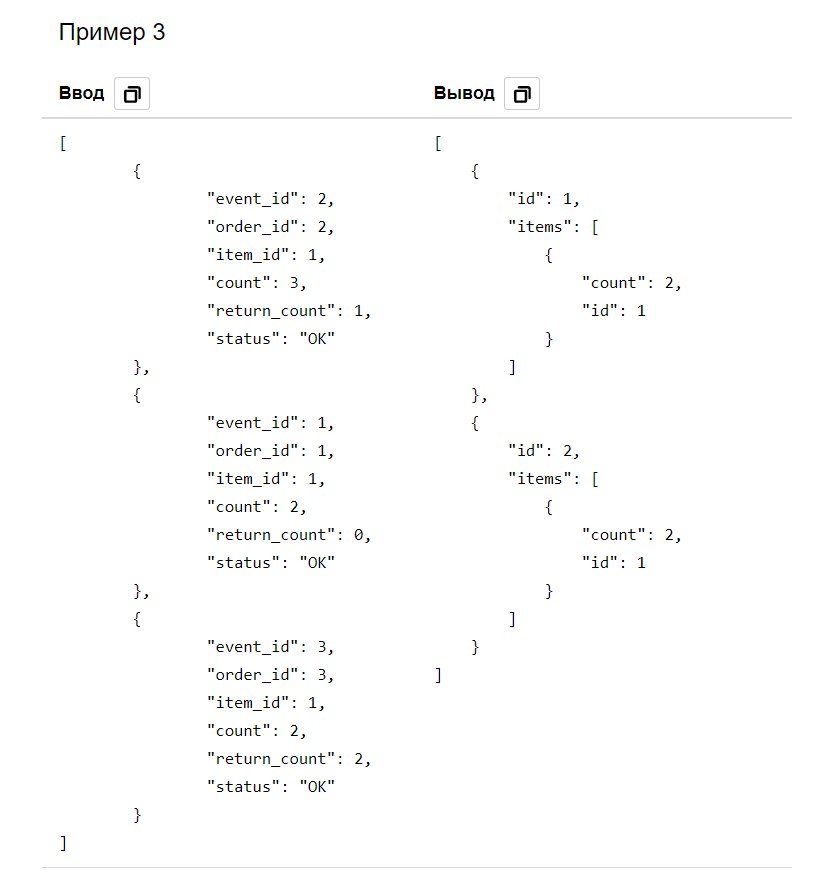 Пример 3
Ввод
[
{
"event_id": 2,
"order_id": 2,
"item_id": 1,
"count": 3,
"return_count": 1,
"status": "OK"
},
{
"event_id": 1,
"order_id": 1,
"item_id": 1,
"count": 2,
"return_count": 0,
"status": "OK"
},
{
"event_id": 3,
"order_id": 3,
"item_id": 1,
"count": 2,
"return_count": 2,
"status": "OK"
}
]
Вывод
[
{
"id": 1,
"items": [
{
"count": 2,
"id": 1
}
]
},
{
"id": 2,
"items": [
{
"count": 2,
"id": 1
}
]
}
]